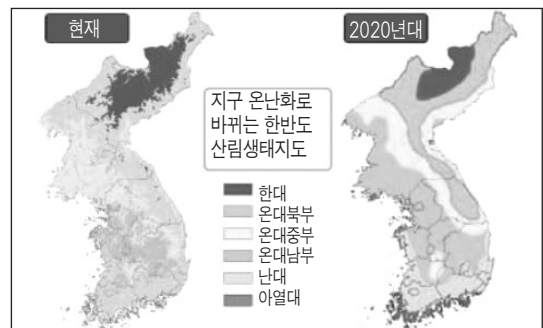 현재
2020년대
지구 온난화로
바뀌는 한반도
산림생태지도
한대
온대북부
온대중부
온대남부
난대
아열대